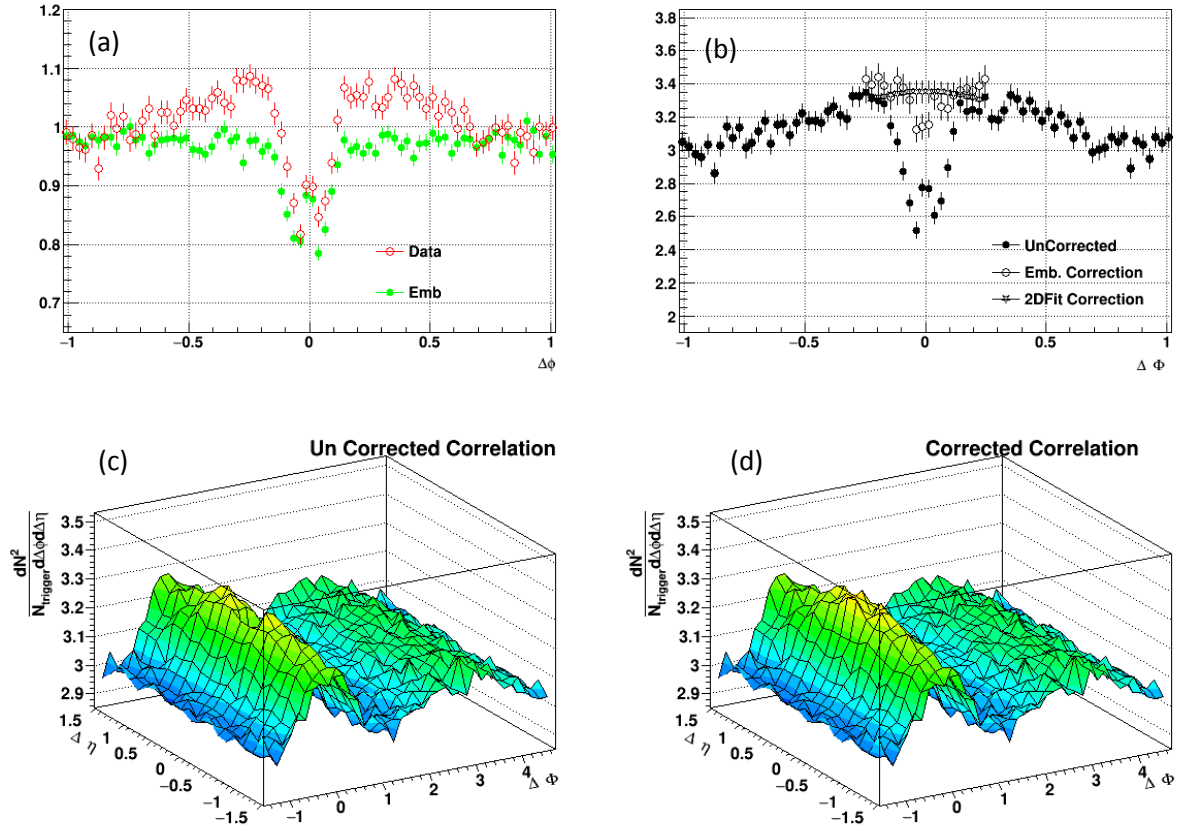 (a)
1.2
1.1
1
0.9
0.8
0.7
Data
Emb
−1 −0.5 0 0.5 1
Δϕ
(b)
3.8
3.6
3.4
3.2
3
2.8
2.6
2.4
2.2
2
UnCorrected
Emb. Correction
2DFit Correction
−1 −0.5 0 0.5 1
Δ Φ
(c)
Un Corrected Correlation
dN²
N_trigger dΔϕdΔη
3.5
3.4
3.3
3.2
3.1
3
2.9
1.5 1 0.5 0 −0.5 −1 −1.5
Δ η
−1 0 1 2 3 4
Δ Φ
(d)
Corrected Correlation
dN²
N_trigger dΔϕdΔη
3.5
3.4
3.3
3.2
3.1
3
2.9
1.5 1 0.5 0 −0.5 −1 −1.5
Δ η
−1 0 1 2 3 4
Δ Φ